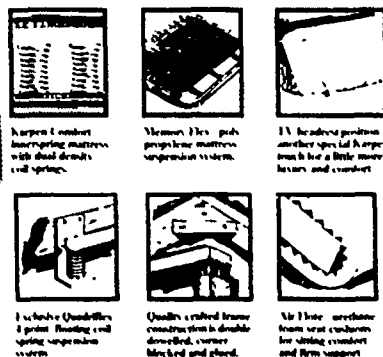 Karpen Comfort
innerspring mattress
with dual density
coil springs.
Memory Flex poly
propylene mattress
suspension system.
T.V. headrest position
another special Karpen
touch for a little more
luxury and comfort
Exclusive Quadriflex
4 point floating coil
spring suspension
system
Quality crafted frame
construction is double
dowelled, corner
blocked and glued.
Air Flote urethane
foam seat cushions
for sitting comfort
and firm support